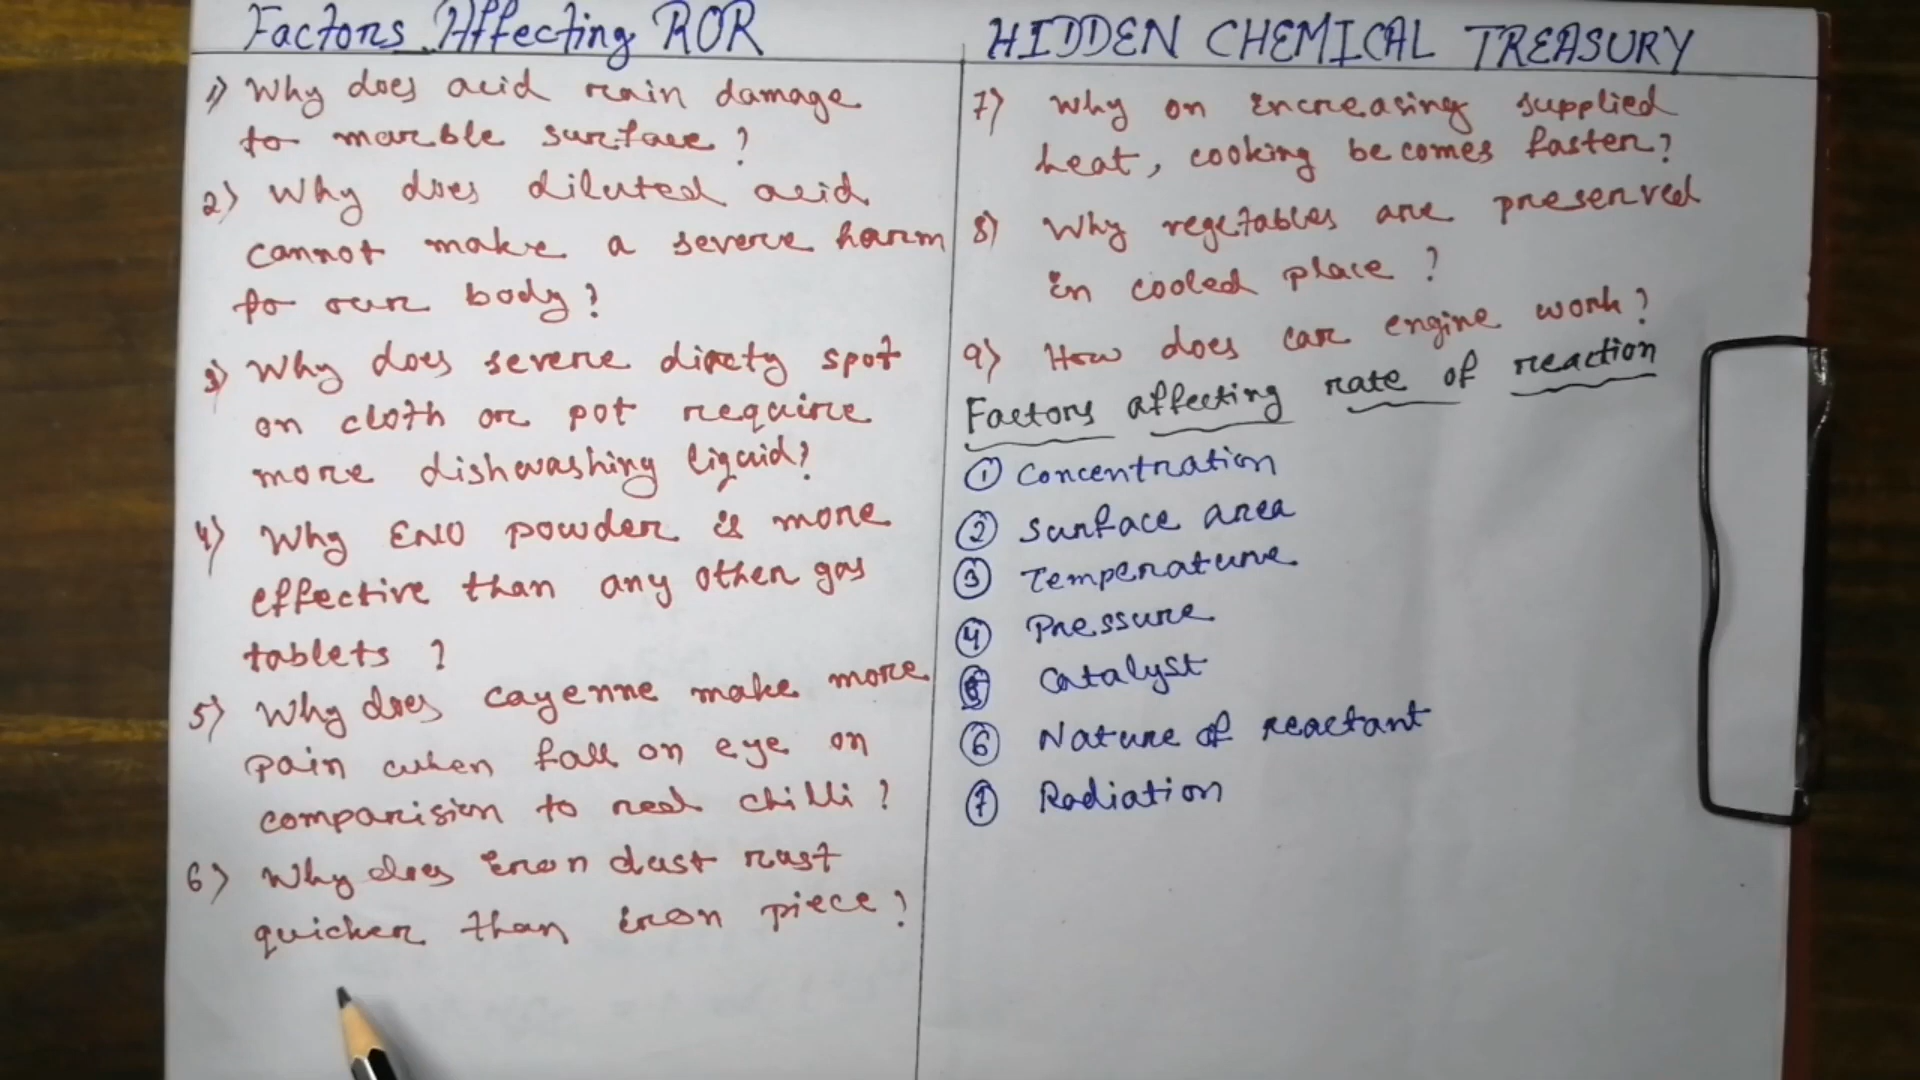 Factors Affecting ROR
1) Why does acid rain damage
to marble surface?
2) Why does diluted acid
cannot make a severe harm
to our body?
3) Why does severe dirty spot
on cloth or pot require
more dishwashing liquid?
4) Why ENO powder is more
effective than any other gas
tablets?
5) Why does cayenne make more
pain when fall on eye on
comparision to red chilli?
6) Why does iron dust rust
quicker than iron piece?
HIDDEN CHEMICAL TREASURY
7) Why on increasing supplied
heat, cooking becomes faster?
8) Why vegetables are preserved
in cooled place?
9) How does car engine work?
Factors affecting rate of reaction
① Concentration
② Surface area
③ Temperature
④ Pressure
⑤ Catalyst
⑥ Nature of reactant
⑦ Radiation